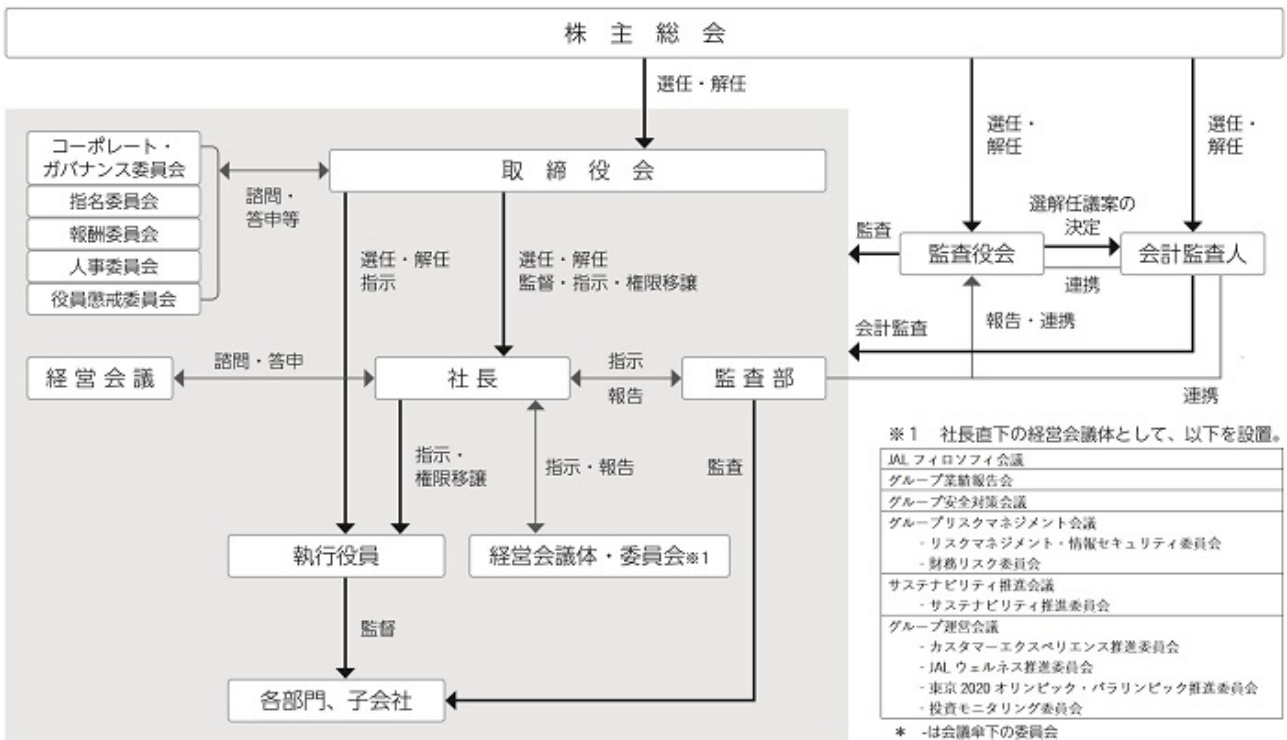 株主総会
選任・解任
選任・
解任
選任・
解任
コーポレート・
ガバナンス委員会
指名委員会
報酬委員会
人事委員会
役員懲戒委員会
諮問・
答申等
取締役会
選任・解任
指示
選任・解任
監督・指示・権限移譲
監査
監査役会
選解任議案の
決定
連携
会計監査人
会計監査
報告・連携
連携
経営会議
諮問・答申
社長
指示
報告
監査部
指示・
権限移譲
指示・報告
監査
執行役員
経営会議体・委員会※1
監督
各部門、子会社
※1 社長直下の経営会議体として、以下を設置。
JAL フィロソフィ会議
グループ業績報告会
グループ安全対策会議
グループリスクマネジメント会議
- リスクマネジメント・情報セキュリティ委員会
- 財務リスク委員会
サステナビリティ推進会議
- サステナビリティ推進委員会
グループ運営会議
- カスタマーエクスペリエンス推進委員会
- JAL ウェルネス推進委員会
- 東京 2020 オリンピック・パラリンピック推進委員会
- 投資モニタリング委員会
* -は会議傘下の委員会